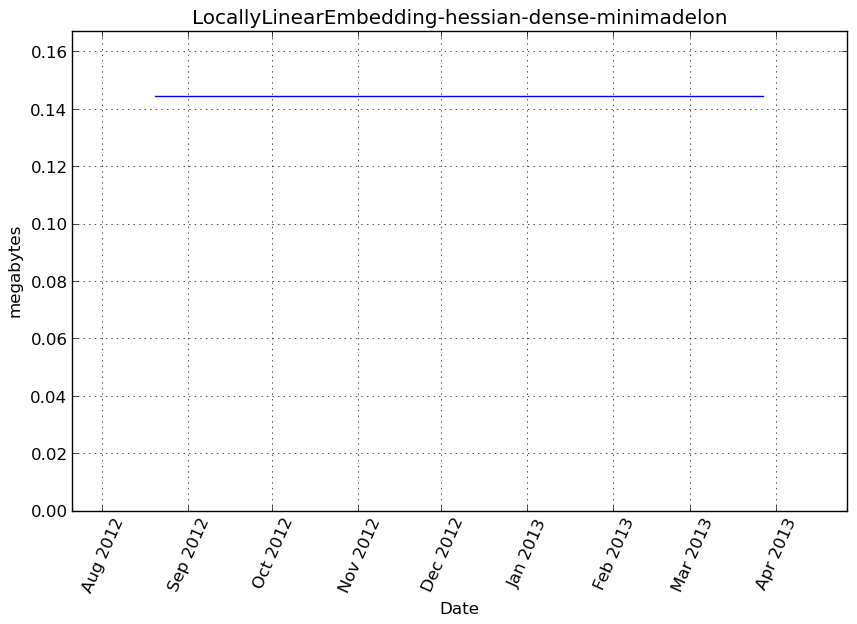 LocallyLinearEmbedding-hessian-dense-minimadelon
0.16
0.14
0.12
0.10
0.08
0.06
0.04
0.02
0.00
megabytes
Aug 2012
Sep 2012
Oct 2012
Nov 2012
Dec 2012
Jan 2013
Feb 2013
Mar 2013
Apr 2013
Date